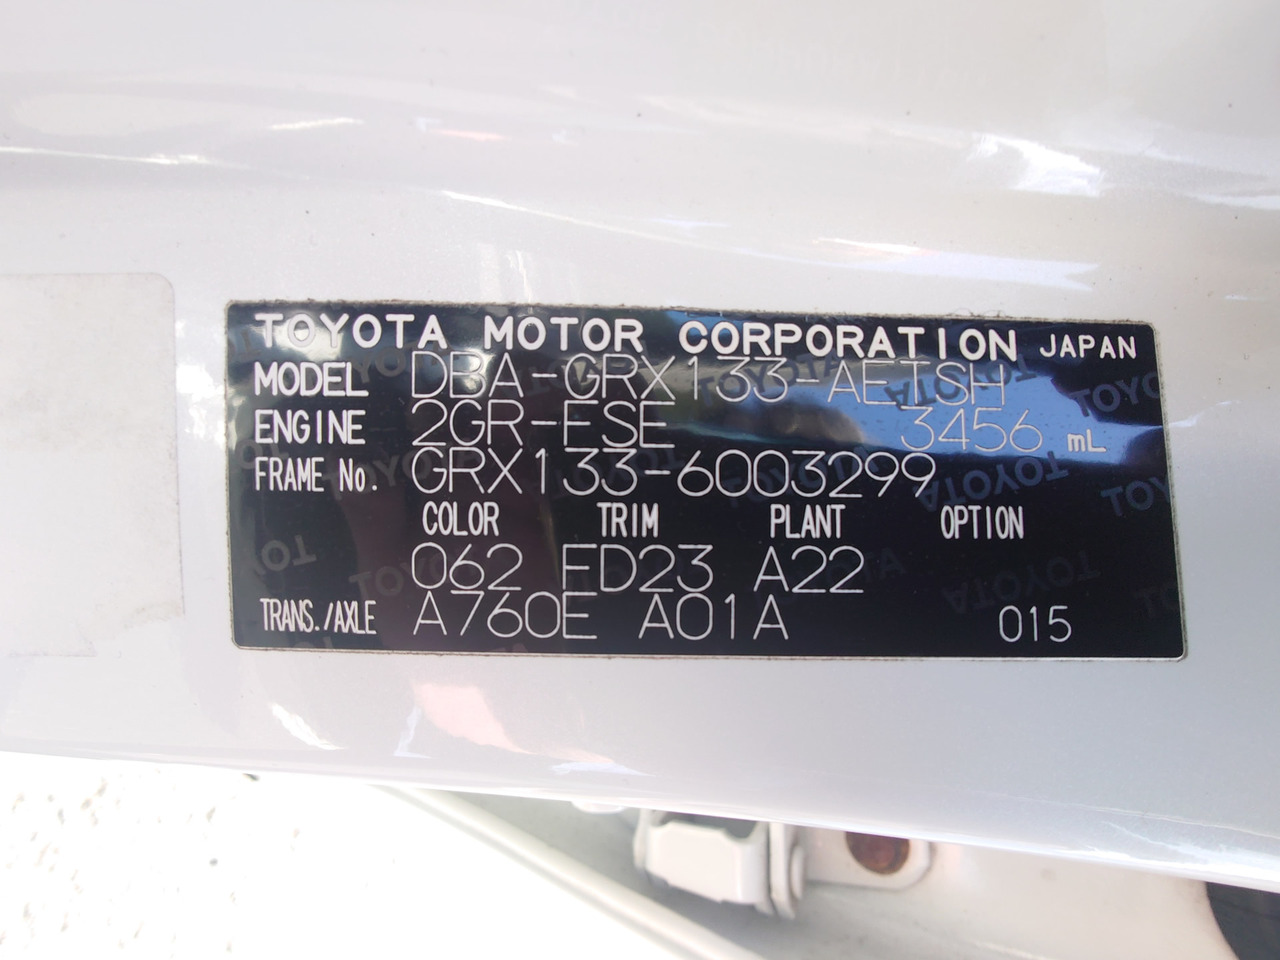 TOYOTA MOTOR CORPORATION JAPAN
MODEL DBA-GRX133-AETSH
ENGINE 2GR-FSE 3456 mL
FRAME No. GRX133-6003299
COLOR TRIM PLANT OPTION
062 FD23 A22
TRANS./AXLE A760E A01A 015